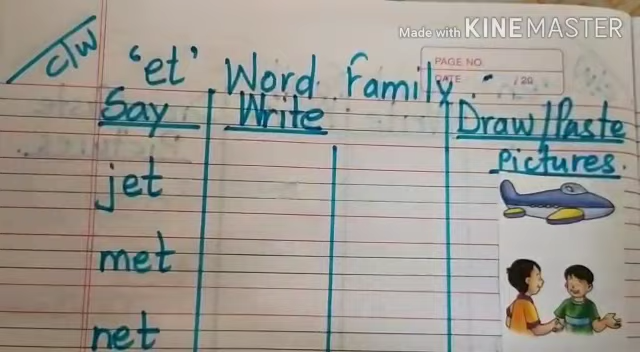 Made with KINEMASTER
C/W
PAGE NO
DATE / 20
'et' Word family.
Say Write Draw/Paste
pictures.
jet
met
net